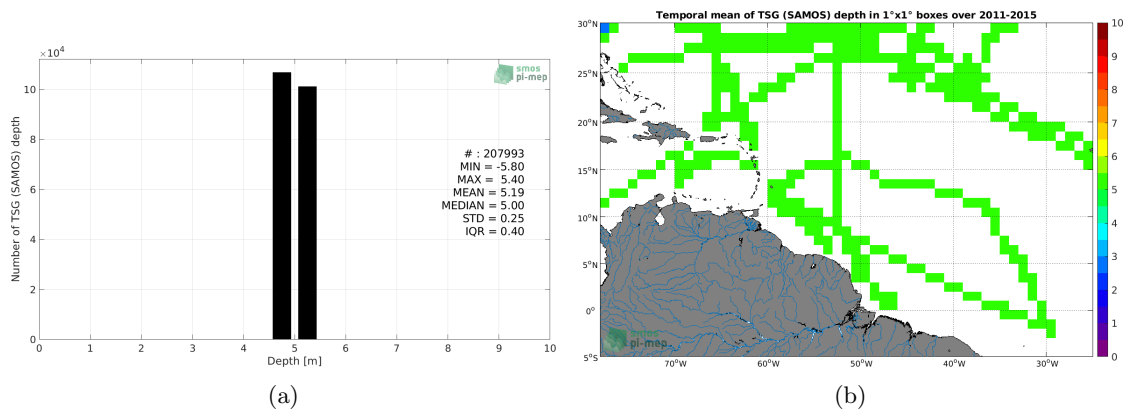 ×10⁴
10
8
6
4
2
0
Number of TSG (SAMOS) depth
0 1 2 3 4 5 6 7 8 9 10
Depth [m]
smos
pi-mep
# : 207993
MIN = -5.80
MAX = 5.40
MEAN = 5.19
MEDIAN = 5.00
STD = 0.25
IQR = 0.40
(a)
Temporal mean of TSG (SAMOS) depth in 1°x1° boxes over 2011-2015
30°N
25°N
20°N
15°N
10°N
5°N
0°
5°S
70°W 60°W 50°W 40°W 30°W
smos
pi-mep
10
9
8
7
6
5
4
3
2
1
0
(b)